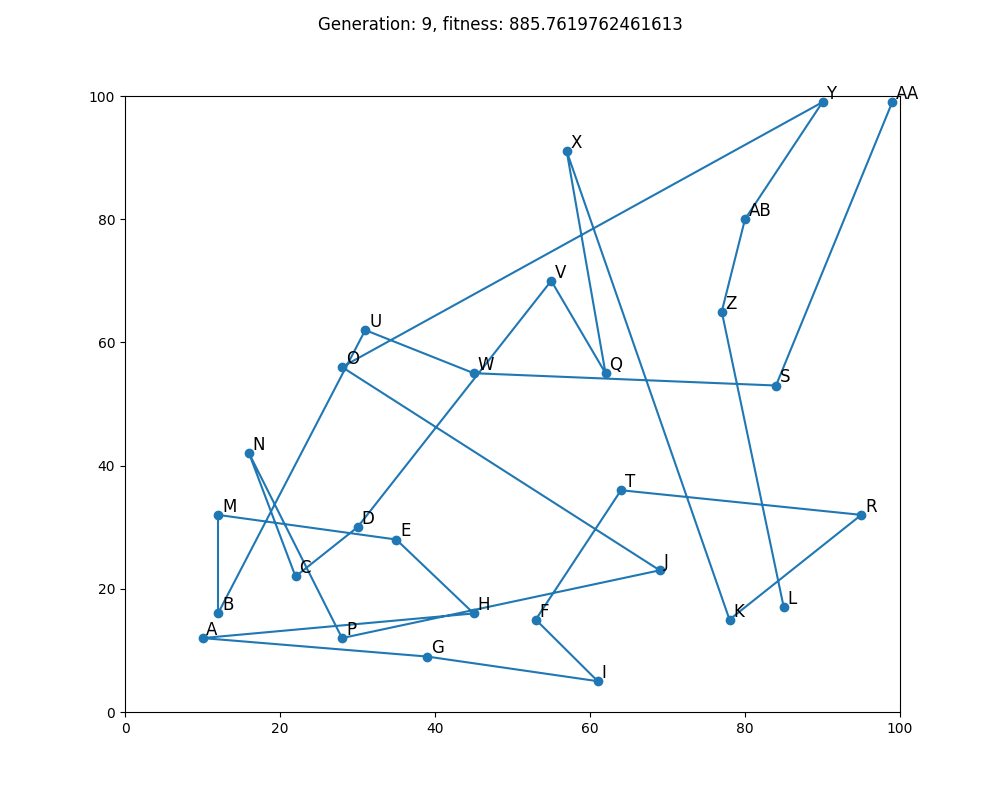 Generation: 9, fitness: 885.7619762461613
100
Y
AA
X
80
AB
V
Z
60
U
O
W
Q
S
N
40
T
M
D
E
R
C
J
20
B
H
F
K
L
A
P
G
I
0
0 20 40 60 80 100